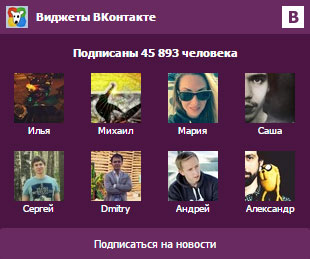 Виджеты ВКонтакте
B
Подписаны 45 893 человека
Илья Михаил Мария Саша
Сергей Dmitry Андрей Александр
Подписаться на новости